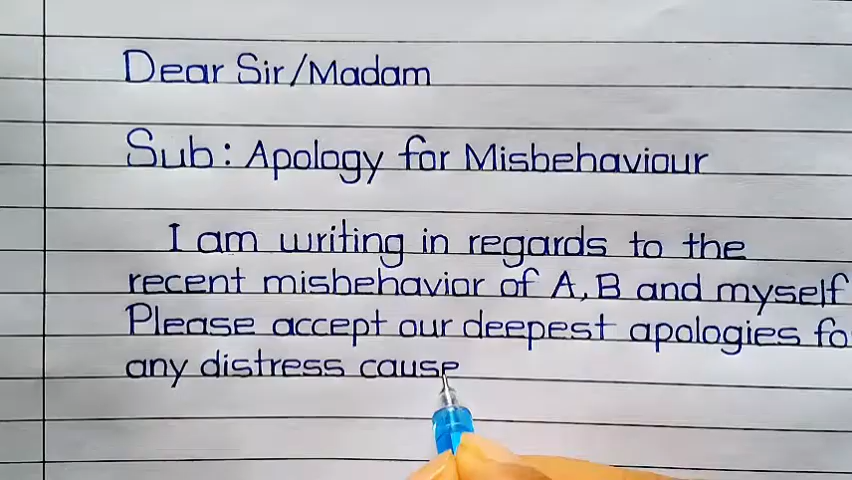 Dear Sir/Madam
Sub: Apology for Misbehaviour
I am writing in regards to the
recent misbehavior of A, B and myself
Please accept our deepest apologies fo
any distress cause